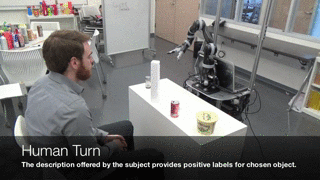 Human Turn
The description offered by the subject provides positive labels for chosen object.